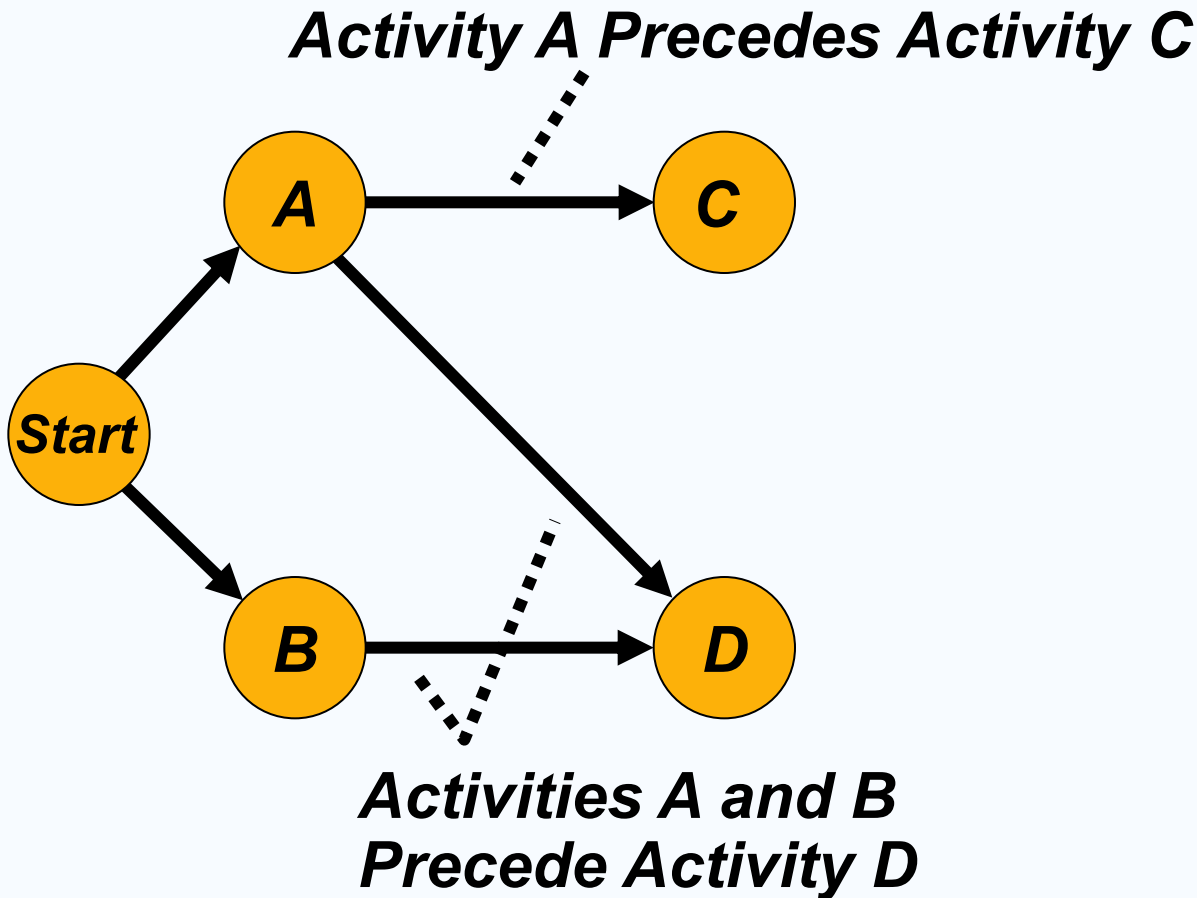 Activity A Precedes Activity C
A
C
Start
B
D
Activities A and B
Precede Activity D